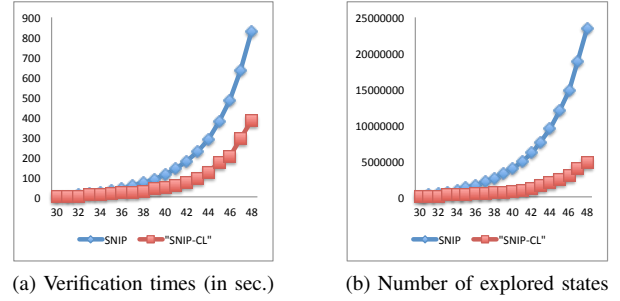 900
800
700
600
500
400
300
200
100
0
30 32 34 36 38 40 42 44 46 48
SNIP "SNIP-CL"
(a) Verification times (in sec.)
25000000
20000000
15000000
10000000
5000000
0
30 32 34 36 38 40 42 44 46 48
SNIP "SNIP-CL"
(b) Number of explored states